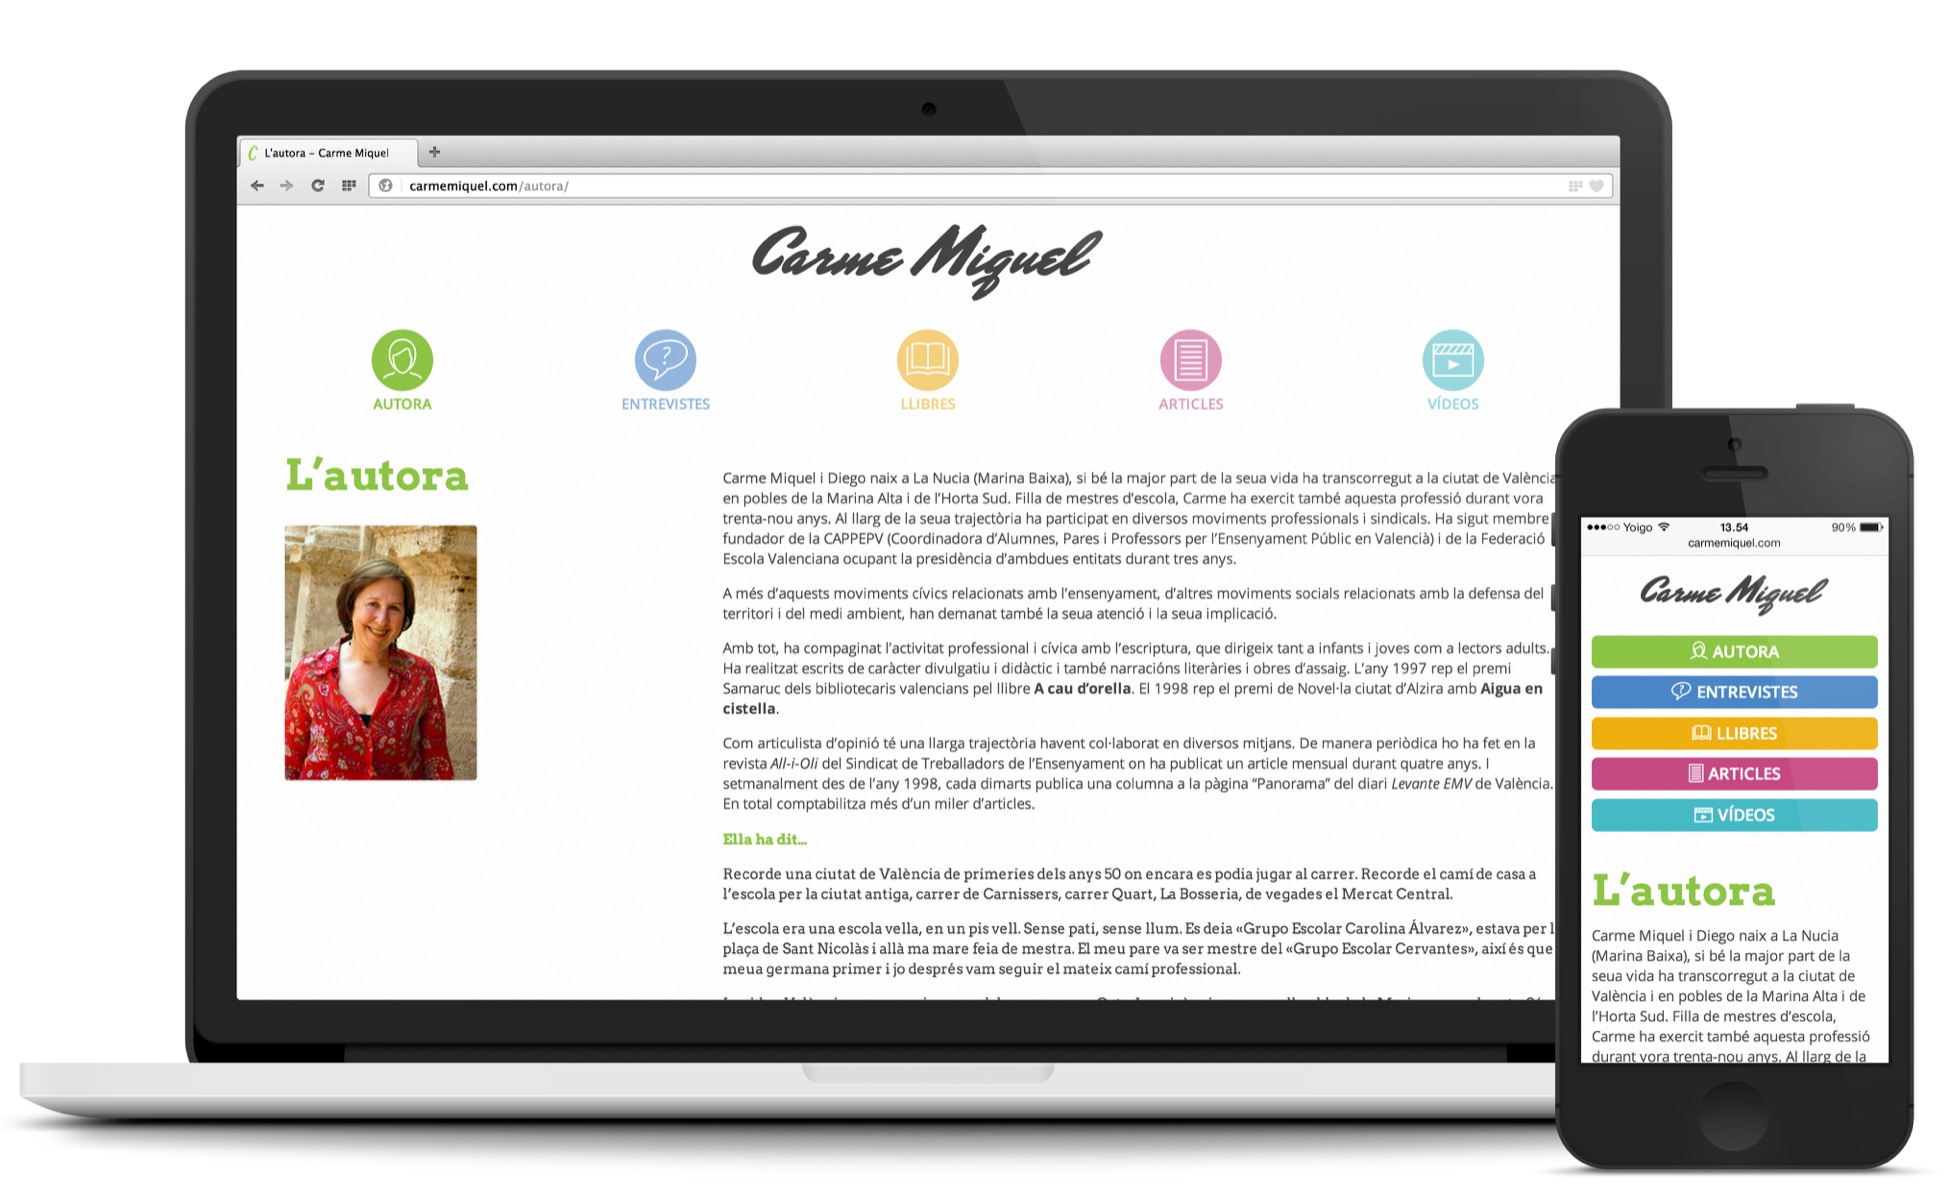 L'autora – Carme Miquel
carmemiquel.com/autora/
Carme Miquel
AUTORA
ENTREVISTES
LLIBRES
ARTICLES
VÍDEOS
L'autora
Carme Miquel i Diego naix a La Nucia (Marina Baixa), si bé la major part de la seua vida ha transcorregut a la ciutat de València
en pobles de la Marina Alta i de l'Horta Sud. Filla de mestres d'escola, Carme ha exercit també aquesta professió durant vora
trenta-nou anys. Al llarg de la seua trajectòria ha participat en diversos moviments professionals i sindicals. Ha sigut membre
fundador de la CAPPEPV (Coordinadora d'Alumnes, Pares i Professors per l'Ensenyament Públic en Valencià) i de la Federació
Escola Valenciana ocupant la presidència d'ambdues entitats durant tres anys.
A més d'aquests moviments cívics relacionats amb l'ensenyament, d'altres moviments socials relacionats amb la defensa del
territori i del medi ambient, han demanat també la seua atenció i la seua implicació.
Amb tot, ha compaginat l'activitat professional i cívica amb l'escriptura, que dirigeix tant a infants i joves com a lectors adults.
Ha realitzat escrits de caràcter divulgatiu i didàctic i també narracións literàries i obres d'assaig. L'any 1997 rep el premi
Samaruc dels bibliotecaris valencians pel llibre A cau d'orella. El 1998 rep el premi de Novel·la ciutat d'Alzira amb Aigua en
cistella.
Com articulista d'opinió té una llarga trajectòria havent col·laborat en diversos mitjans. De manera periòdica ho ha fet en la
revista All-i-Oli del Sindicat de Treballadors de l'Ensenyament on ha publicat un article mensual durant quatre anys. I
setmanalment des de l'any 1998, cada dimarts publica una columna a la pàgina "Panorama" del diari Levante EMV de València.
En total comptabilitza més d'un miler d'articles.
Ella ha dit...
Recorde una ciutat de València de primeries dels anys 50 on encara es podia jugar al carrer. Recorde el camí de casa a
l'escola per la ciutat antiga, carrer de Carnissers, carrer Quart, La Bosseria, de vegades el Mercat Central.
L'escola era una escola vella, en un pis vell. Sense pati, sense llum. Es deia «Grupo Escolar Carolina Álvarez», estava per l
plaça de Sant Nicolàs i allà ma mare feia de mestra. El meu pare va ser mestre del «Grupo Escolar Cervantes», així és que
meua germana primer i jo després vam seguir el mateix camí professional.
Yoigo 13.54 90%
carmemiquel.com
Carme Miquel
AUTORA
ENTREVISTES
LLIBRES
ARTICLES
VÍDEOS
L'autora
Carme Miquel i Diego naix a La Nucia
(Marina Baixa), si bé la major part de la
seua vida ha transcorregut a la ciutat de
València i en pobles de la Marina Alta i de
l'Horta Sud. Filla de mestres d'escola,
Carme ha exercit també aquesta professió
durant vora trenta-nou anys. Al llarg de la